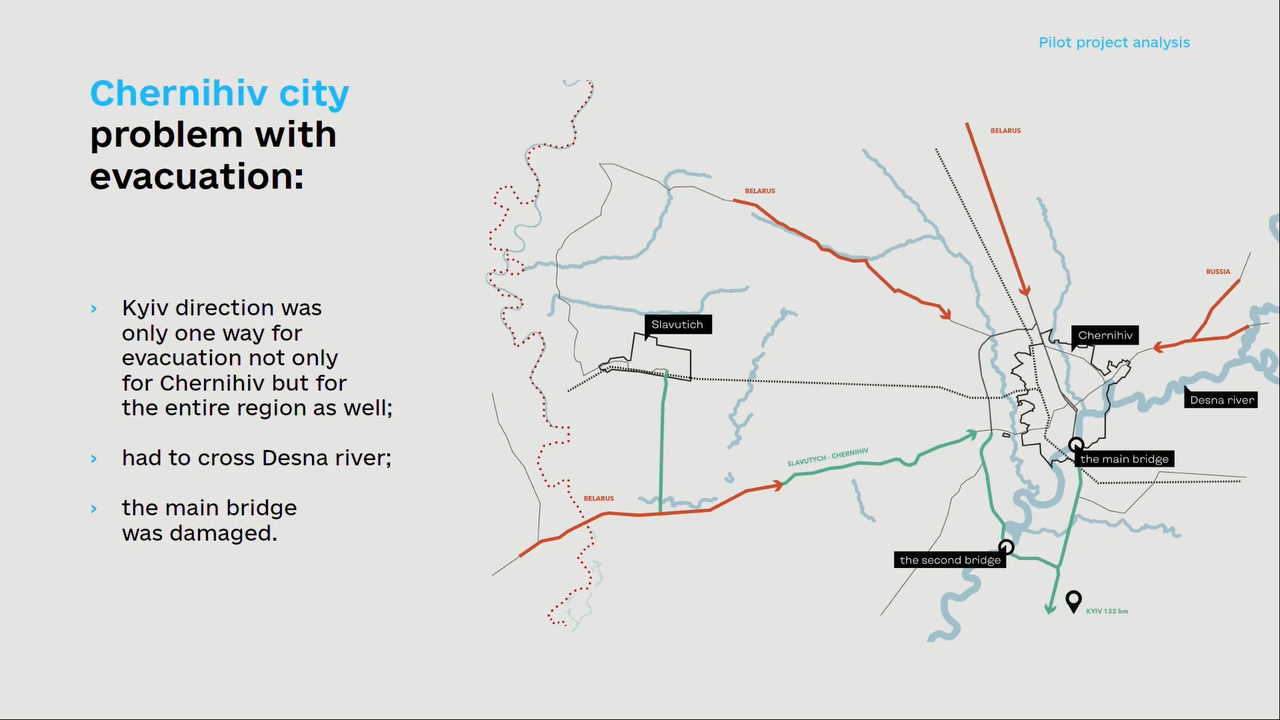 Pilot project analysis
Chernihiv city
problem with
evacuation:
› Kyiv direction was
only one way for
evacuation not only
for Chernihiv but for
the entire region as well;
› had to cross Desna river;
› the main bridge
was damaged.
BELARUS
BELARUS
RUSSIA
Slavutich
Chernihiv
Desna river
SLAVUTYCH - CHERNIHIV
the main bridge
BELARUS
the second bridge
KYIV 132 km